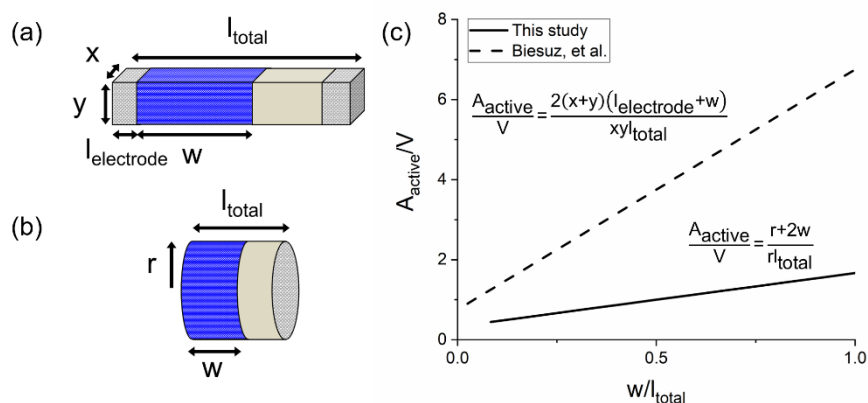 (a)
l_total
x
y
l_electrode
w
(b)
l_total
r
w
(c)
This study
Biesuz, et al.
A_active/V = 2(x+y)(l_electrode+w)/xyl_total
A_active/V = r+2w/rl_total
A_active/V
8
6
4
2
0
0.0 0.5 1.0
w/l_total